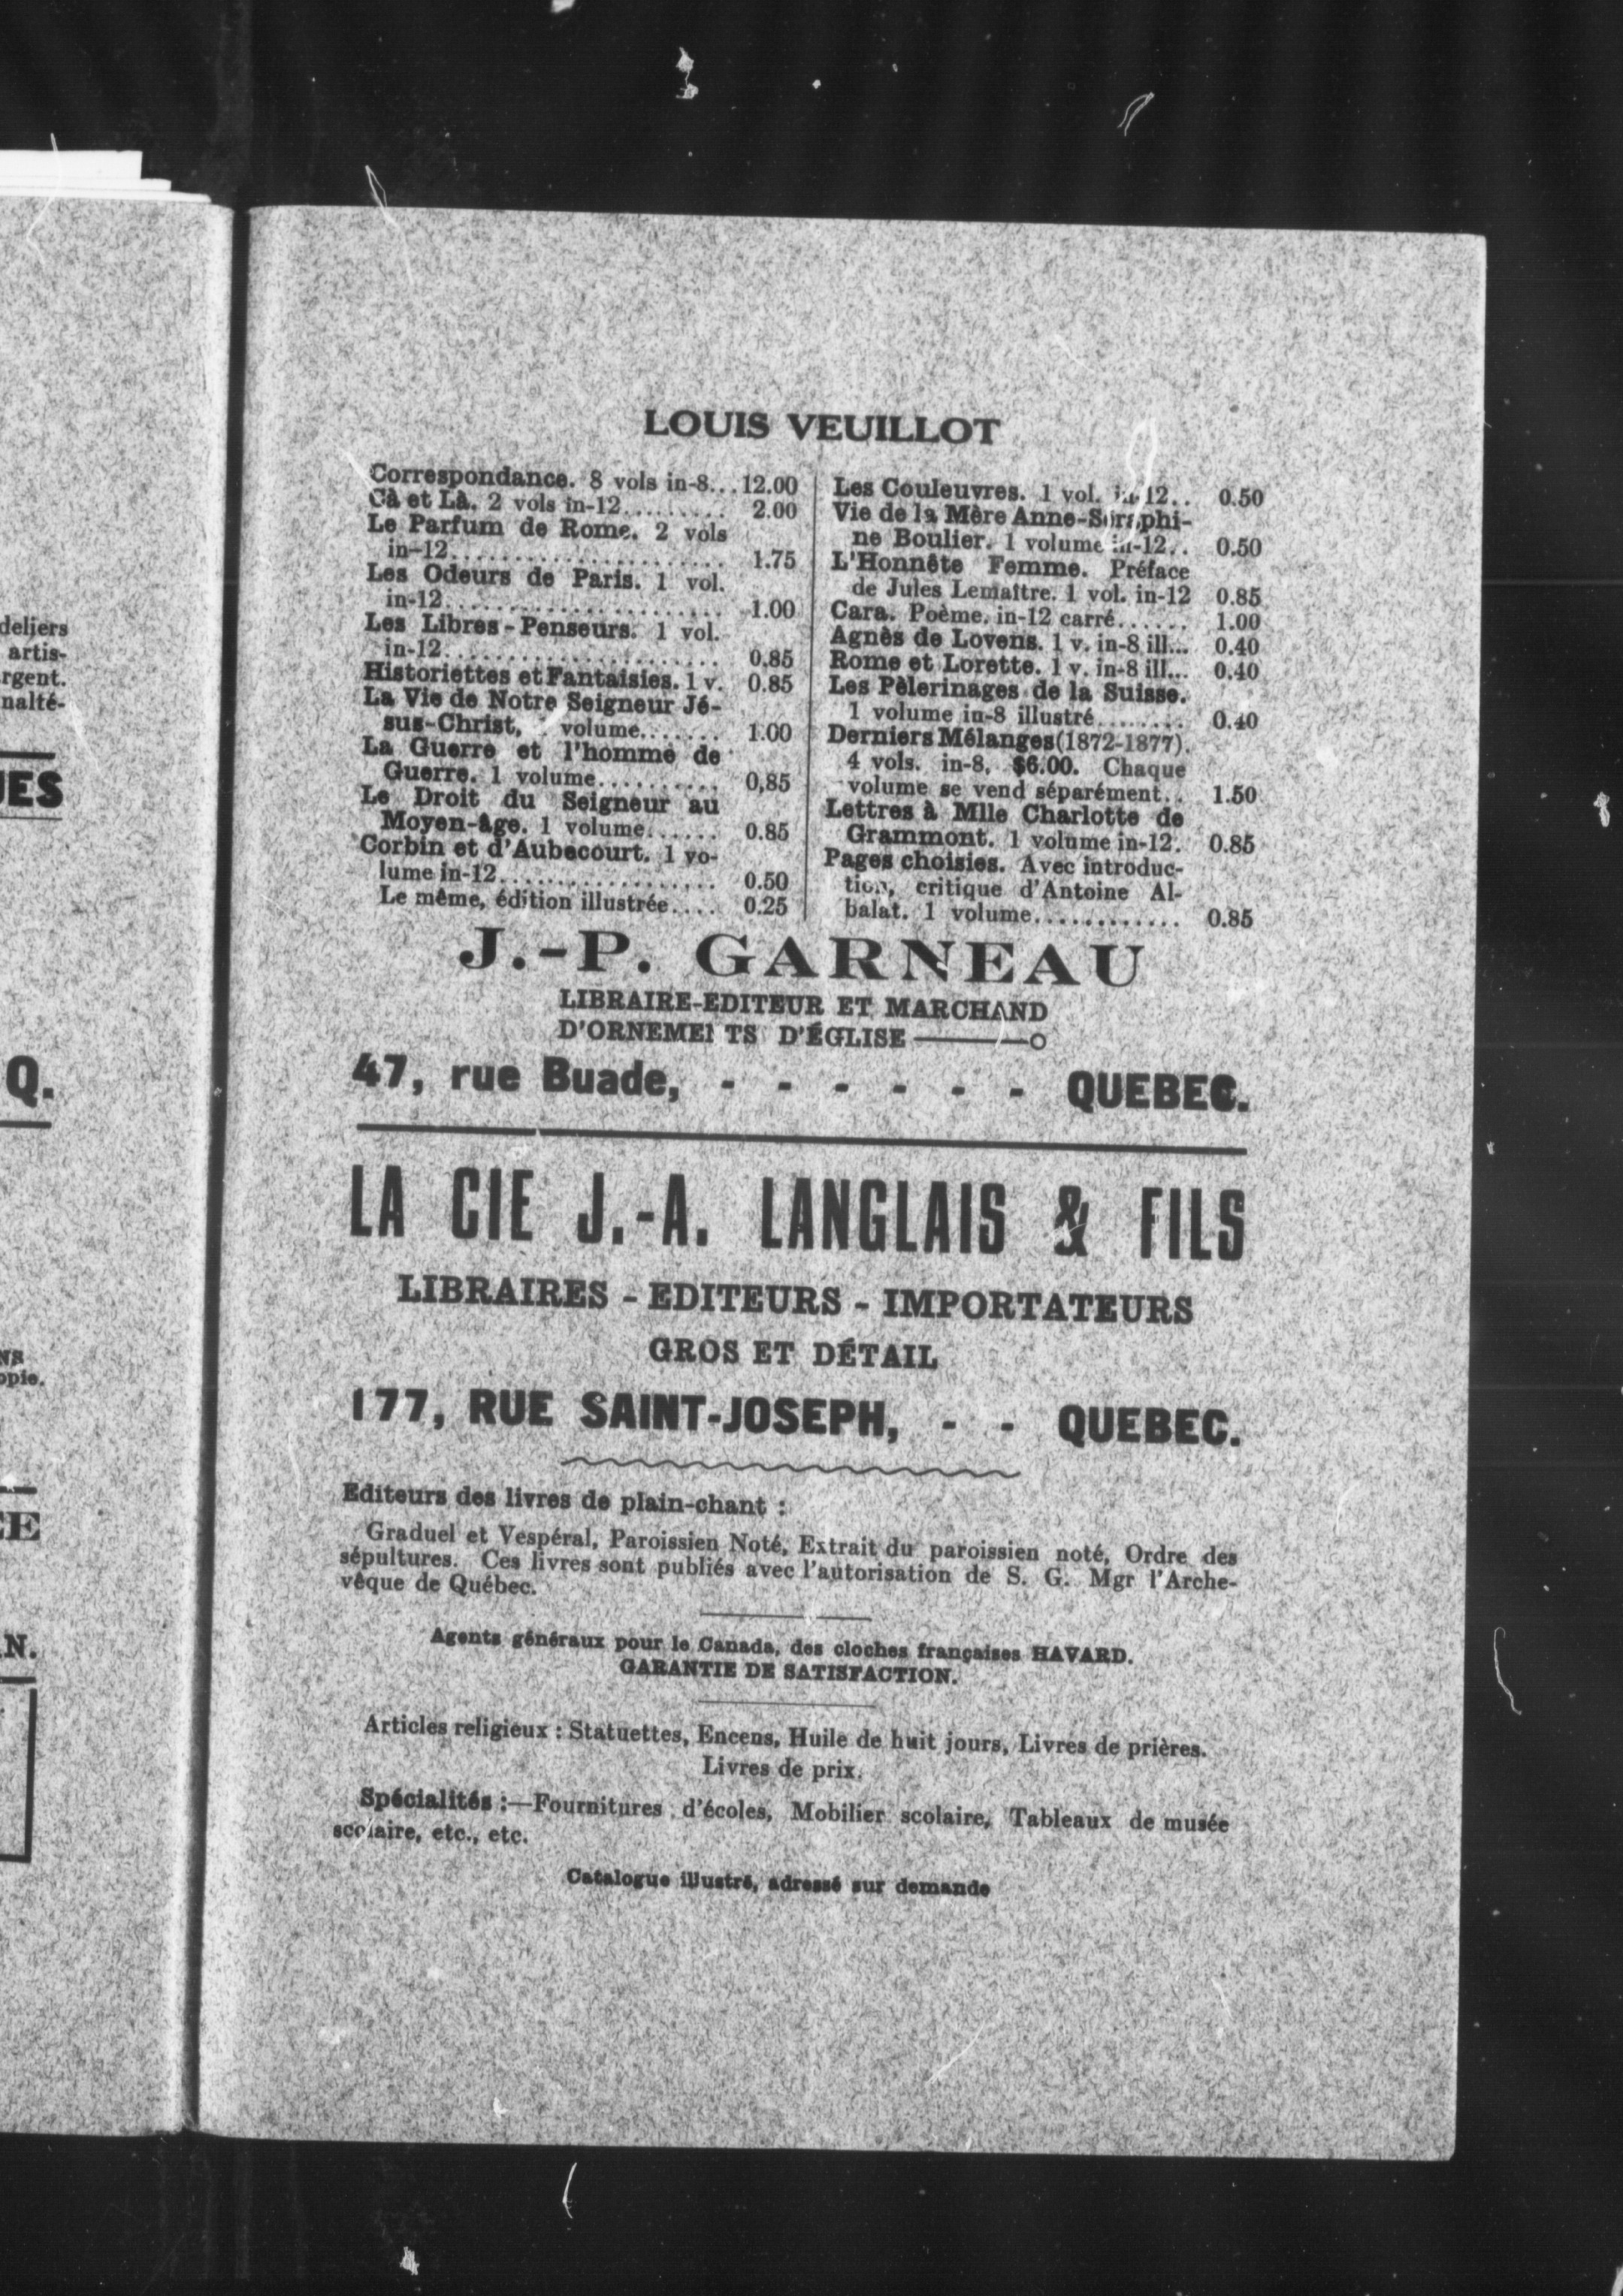 deliers
artis-
rgent.
nalté-
UES
Q.
opie.
EE
N.
LOUIS VEUILLOT
Correspondance. 8 vols in-8...12.00
Cà et Là. 2 vols in-12......... 2.00
Le Parfum de Rome. 2 vols
in-12........................ 1.75
Les Odeurs de Paris. 1 vol.
in-12........................ 1.00
Les Libres-Penseurs. 1 vol.
in-12........................ 0.85
Historiettes et Fantaisies. 1 v. 0.85
La Vie de Notre Seigneur Jé-
sus-Christ, volume....... 1.00
La Guerre et l'homme de
Guerre. 1 volume.......... 0,85
Le Droit du Seigneur au
Moyen-âge. 1 volume...... 0.85
Corbin et d'Aubecourt. 1 vo-
lume in-12................... 0.50
Le même, édition illustrée.... 0.25
Les Couleuvres. 1 vol. in-12.. 0.50
Vie de la Mère Anne-Séraphi-
ne Boulier. 1 volume in-12.. 0.50
L'Honnête Femme. Préface
de Jules Lemaître. 1 vol. in-12 0.85
Cara. Poème. in-12 carré...... 1.00
Agnès de Lovens. 1 v. in-8 ill... 0.40
Rome et Lorette. 1 v. in-8 ill... 0.40
Les Pèlerinages de la Suisse.
1 volume in-8 illustré........ 0.40
Derniers Mélanges(1872-1877).
4 vols. in-8, $6.00. Chaque
volume se vend séparément.. 1.50
Lettres à Mlle Charlotte de
Grammont. 1 volume in-12. 0.85
Pages choisies. Avec introduc-
tion, critique d'Antoine Al-
balat. 1 volume............ 0.85
J.-P. GARNEAU
LIBRAIRE-EDITEUR ET MARCHAND
D'ORNEMENTS D'ÉGLISE
47, rue Buade, - - - - - - QUEBEC.
LA CIE J.-A. LANGLAIS & FILS
LIBRAIRES - EDITEURS - IMPORTATEURS
GROS ET DÉTAIL
177, RUE SAINT-JOSEPH, - - QUEBEC.
Editeurs des livres de plain-chant :
Graduel et Vespéral, Paroissien Noté, Extrait du paroissien noté, Ordre des
sépultures. Ces livres sont publiés avec l'autorisation de S. G. Mgr l'Arche-
vêque de Québec.
Agents généraux pour le Canada, des cloches françaises HAVARD.
GARANTIE DE SATISFACTION.
Articles religieux : Statuettes, Encens, Huile de huit jours, Livres de prières.
Livres de prix.
Spécialités :—Fournitures d'écoles, Mobilier scolaire, Tableaux de musée
scolaire, etc., etc.
Catalogue illustré, adressé sur demande